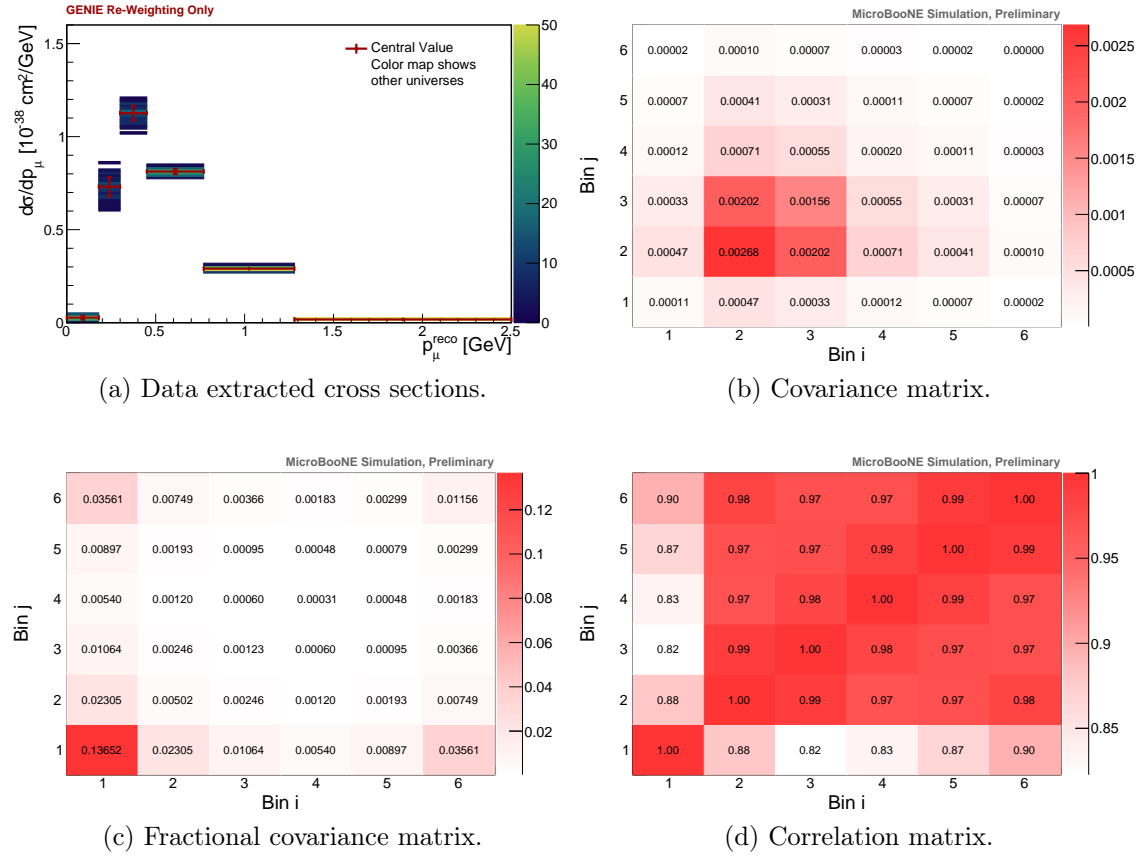 GENIE Re-Weighting Only
Central Value
Color map shows
other universes
dσ/dp_μ [10^-38 cm^2/GeV]
1.5
1
0.5
0
0 0.5 1 1.5 2 2.5
p_μ^reco [GeV]
50
40
30
20
10
0
(a) Data extracted cross sections.
MicroBooNE Simulation, Preliminary
Bin j
6 0.00002 0.00010 0.00007 0.00003 0.00002 0.00000
5 0.00007 0.00041 0.00031 0.00011 0.00007 0.00002
4 0.00012 0.00071 0.00055 0.00020 0.00011 0.00003
3 0.00033 0.00202 0.00156 0.00055 0.00031 0.00007
2 0.00047 0.00268 0.00202 0.00071 0.00041 0.00010
1 0.00011 0.00047 0.00033 0.00012 0.00007 0.00002
1 2 3 4 5 6
Bin i
0.0025
0.002
0.0015
0.001
0.0005
(b) Covariance matrix.
MicroBooNE Simulation, Preliminary
Bin j
6 0.03561 0.00749 0.00366 0.00183 0.00299 0.01156
5 0.00897 0.00193 0.00095 0.00048 0.00079 0.00299
4 0.00540 0.00120 0.00060 0.00031 0.00048 0.00183
3 0.01064 0.00246 0.00123 0.00060 0.00095 0.00366
2 0.02305 0.00502 0.00246 0.00120 0.00193 0.00749
1 0.13652 0.02305 0.01064 0.00540 0.00897 0.03561
1 2 3 4 5 6
Bin i
0.12
0.1
0.08
0.06
0.04
0.02
(c) Fractional covariance matrix.
MicroBooNE Simulation, Preliminary
Bin j
6 0.90 0.98 0.97 0.97 0.99 1.00
5 0.87 0.97 0.97 0.99 1.00 0.99
4 0.83 0.97 0.98 1.00 0.99 0.97
3 0.82 0.99 1.00 0.98 0.97 0.97
2 0.88 1.00 0.99 0.97 0.97 0.98
1 1.00 0.88 0.82 0.83 0.87 0.90
1 2 3 4 5 6
Bin i
1
0.95
0.9
0.85
(d) Correlation matrix.